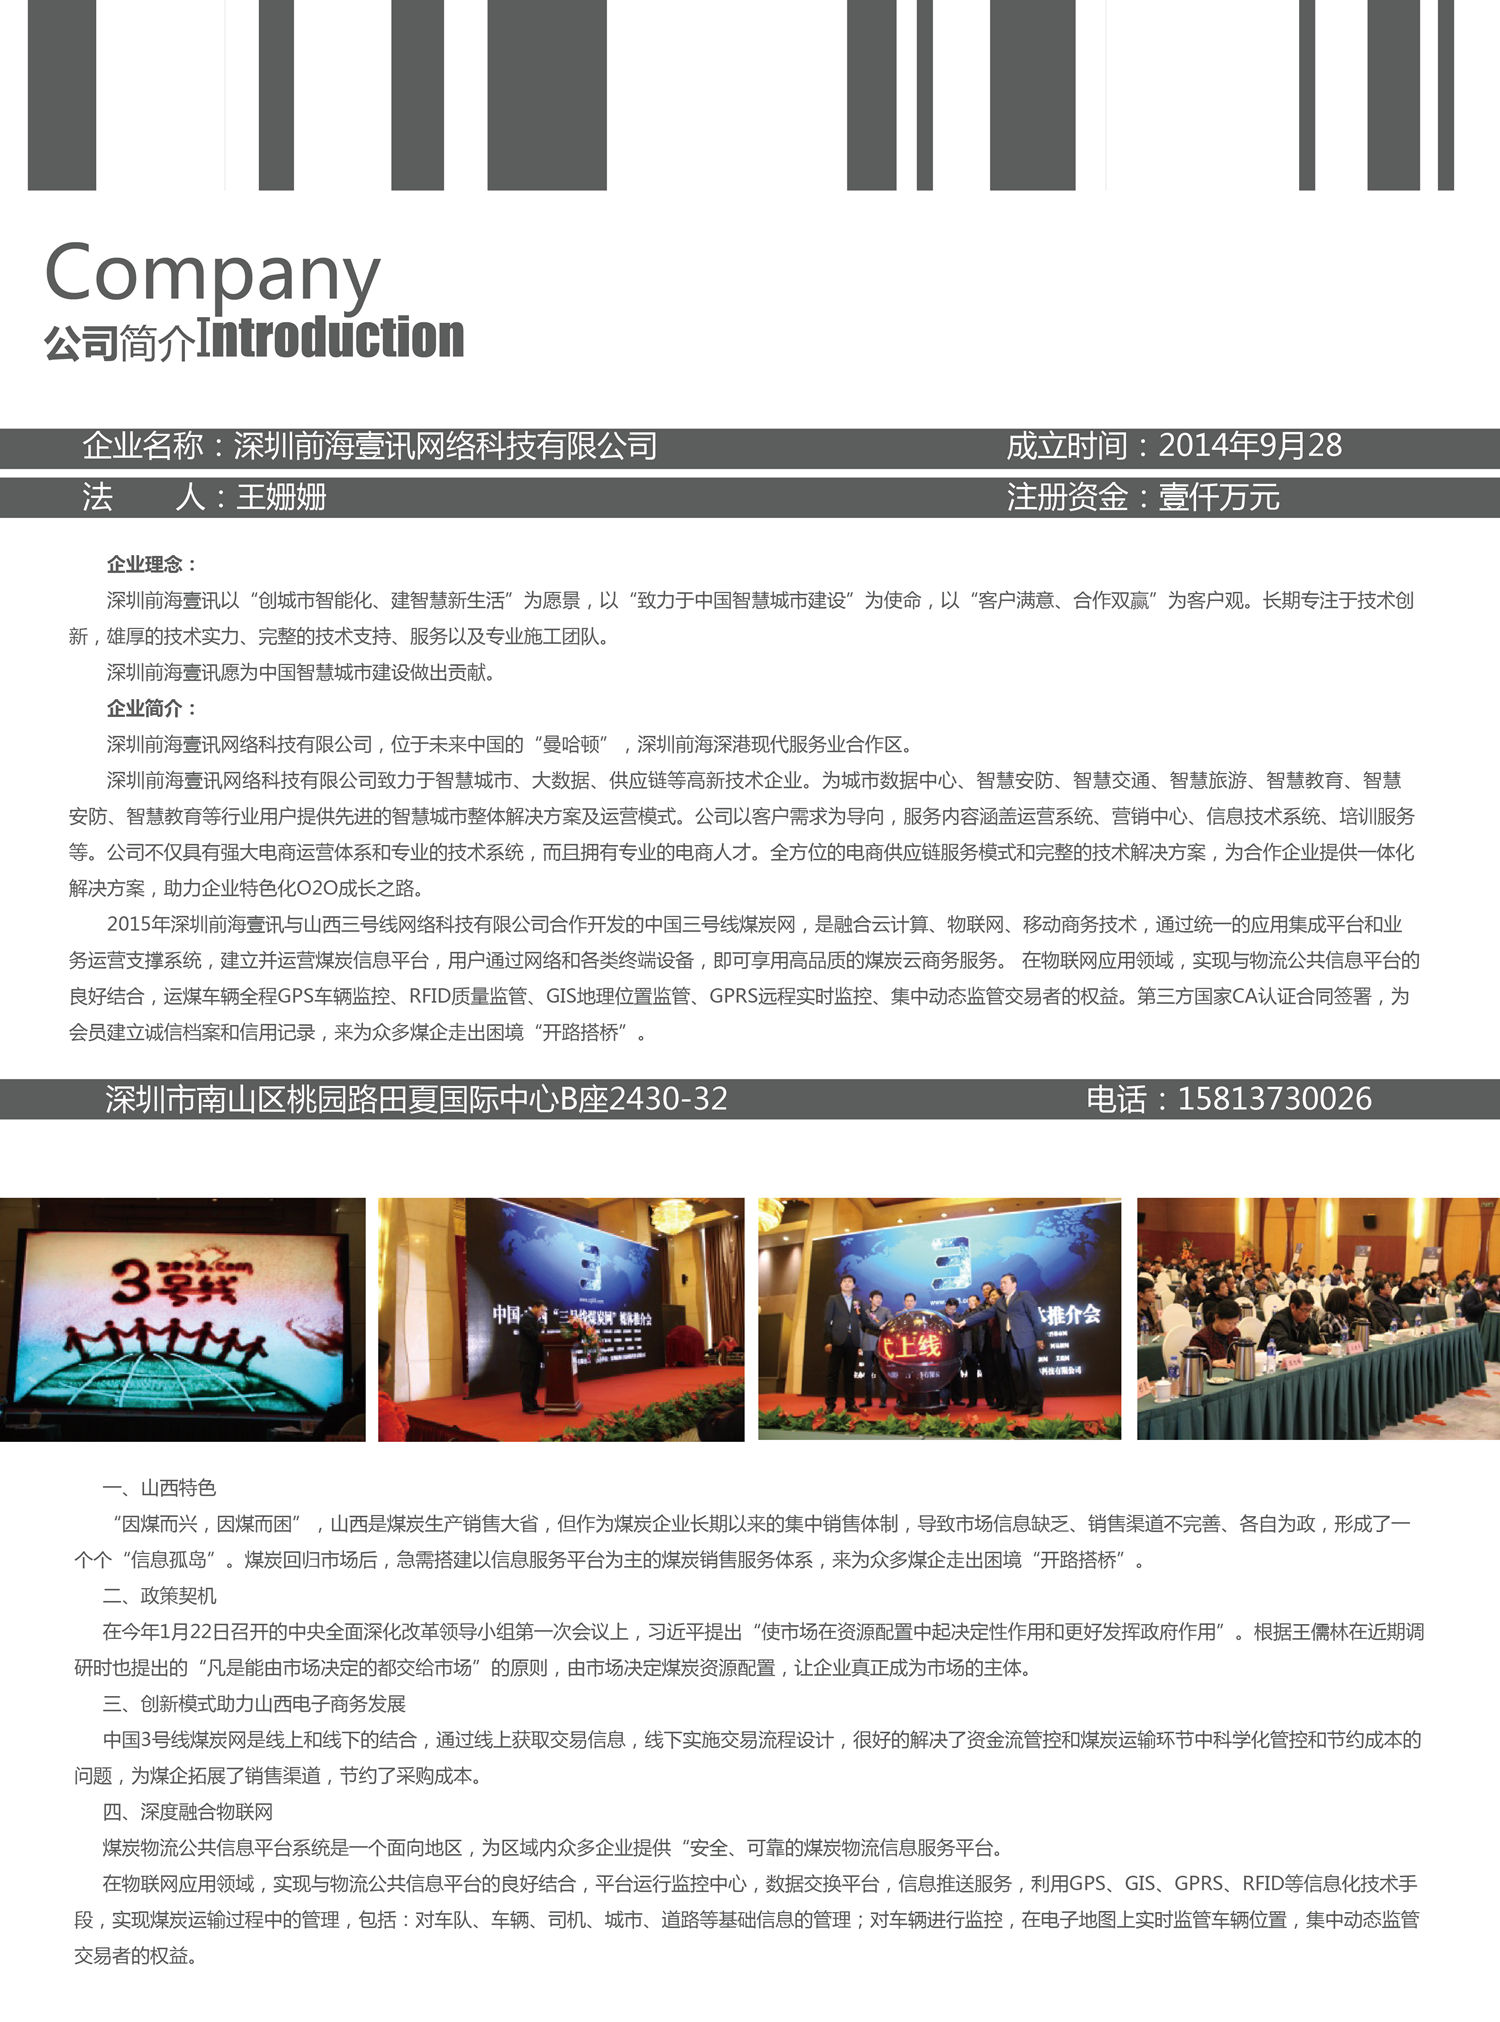 Company
公司简介Introduction
企业名称：深圳前海壹讯网络科技有限公司 成立时间：2014年9月28
法 人：王姗姗 注册资金：壹仟万元
企业理念：
深圳前海壹讯以“创城市智能化、建智慧新生活”为愿景，以“致力于中国智慧城市建设”为使命，以“客户满意、合作双赢”为客户观。长期专注于技术创
新，雄厚的技术实力、完整的技术支持、服务以及专业施工团队。
深圳前海壹讯愿为中国智慧城市建设做出贡献。
企业简介：
深圳前海壹讯网络科技有限公司，位于未来中国的“曼哈顿”，深圳前海深港现代服务业合作区。
深圳前海壹讯网络科技有限公司致力于智慧城市、大数据、供应链等高新技术企业。为城市数据中心、智慧安防、智慧交通、智慧旅游、智慧教育、智慧
安防、智慧教育等行业用户提供先进的智慧城市整体解决方案及运营模式。公司以客户需求为导向，服务内容涵盖运营系统、营销中心、信息技术系统、培训服务
等。公司不仅具有强大电商运营体系和专业的技术系统，而且拥有专业的电商人才。全方位的电商供应链服务模式和完整的技术解决方案，为合作企业提供一体化
解决方案，助力企业特色化O2O成长之路。
2015年深圳前海壹讯与山西三号线网络科技有限公司合作开发的中国三号线煤炭网，是融合云计算、物联网、移动商务技术，通过统一的应用集成平台和业
务运营支撑系统，建立并运营煤炭信息平台，用户通过网络和各类终端设备，即可享用高品质的煤炭云商务服务。 在物联网应用领域，实现与物流公共信息平台的
良好结合，运煤车辆全程GPS车辆监控、RFID质量监管、GIS地理位置监管、GPRS远程实时监控、集中动态监管交易者的权益。第三方国家CA认证合同签署，为
会员建立诚信档案和信用记录，来为众多煤企走出困境“开路搭桥”。
深圳市南山区桃园路田夏国际中心B座2430-32 电话：15813730026
3号线
3
中国
“三号线煤炭网”媒体推介会
3
推介会
式上线
一、山西特色
“因煤而兴，因煤而困”，山西是煤炭生产销售大省，但作为煤炭企业长期以来的集中销售体制，导致市场信息缺乏、销售渠道不完善、各自为政，形成了一
个个“信息孤岛”。煤炭回归市场后，急需搭建以信息服务平台为主的煤炭销售服务体系，来为众多煤企走出困境“开路搭桥”。
二、政策契机
在今年1月22日召开的中央全面深化改革领导小组第一次会议上，习近平提出“使市场在资源配置中起决定性作用和更好发挥政府作用”。根据王儒林在近期调
研时也提出的“凡是能由市场决定的都交给市场”的原则，由市场决定煤炭资源配置，让企业真正成为市场的主体。
三、创新模式助力山西电子商务发展
中国3号线煤炭网是线上和线下的结合，通过线上获取交易信息，线下实施交易流程设计，很好的解决了资金流管控和煤炭运输环节中科学化管控和节约成本的
问题，为煤企拓展了销售渠道，节约了采购成本。
四、深度融合物联网
煤炭物流公共信息平台系统是一个面向地区，为区域内众多企业提供“安全、可靠的煤炭物流信息服务平台。
在物联网应用领域，实现与物流公共信息平台的良好结合，平台运行监控中心，数据交换平台，信息推送服务，利用GPS、GIS、GPRS、RFID等信息化技术手
段，实现煤炭运输过程中的管理，包括：对车队、车辆、司机、城市、道路等基础信息的管理；对车辆进行监控，在电子地图上实时监管车辆位置，集中动态监管
交易者的权益。